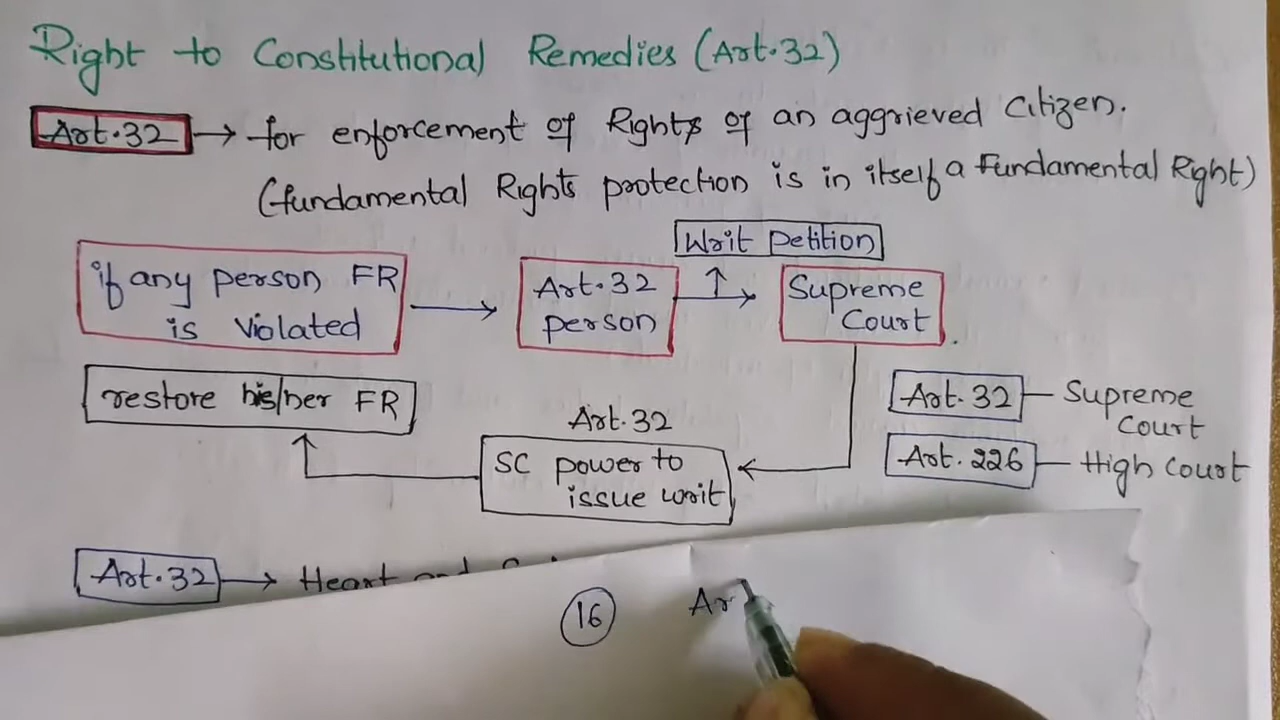 Right to Constitutional Remedies (Art.32)
Art.32 → for enforcement of Rights of an aggrieved Citizen.
(fundamental Rights protection is in itself a Fundamental Right)
Writ Petition
if any person FR
is violated
Art.32
person
Supreme
Court
restore his/her FR
Art.32
SC power to
issue writ
Art.32 — Supreme
Court
Art.226 — High Court
Art.32 → Heart and
16
Ar